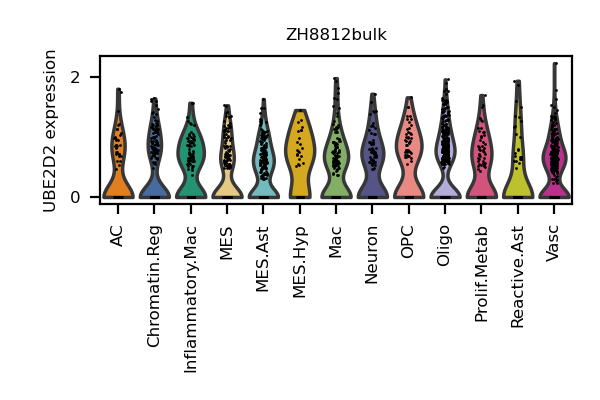 ZH8812bulk
UBE2D2 expression
2
0
AC
Chromatin.Reg
Inflammatory.Mac
MES
MES.Ast
MES.Hyp
Mac
Neuron
OPC
Oligo
Prolif.Metab
Reactive.Ast
Vasc